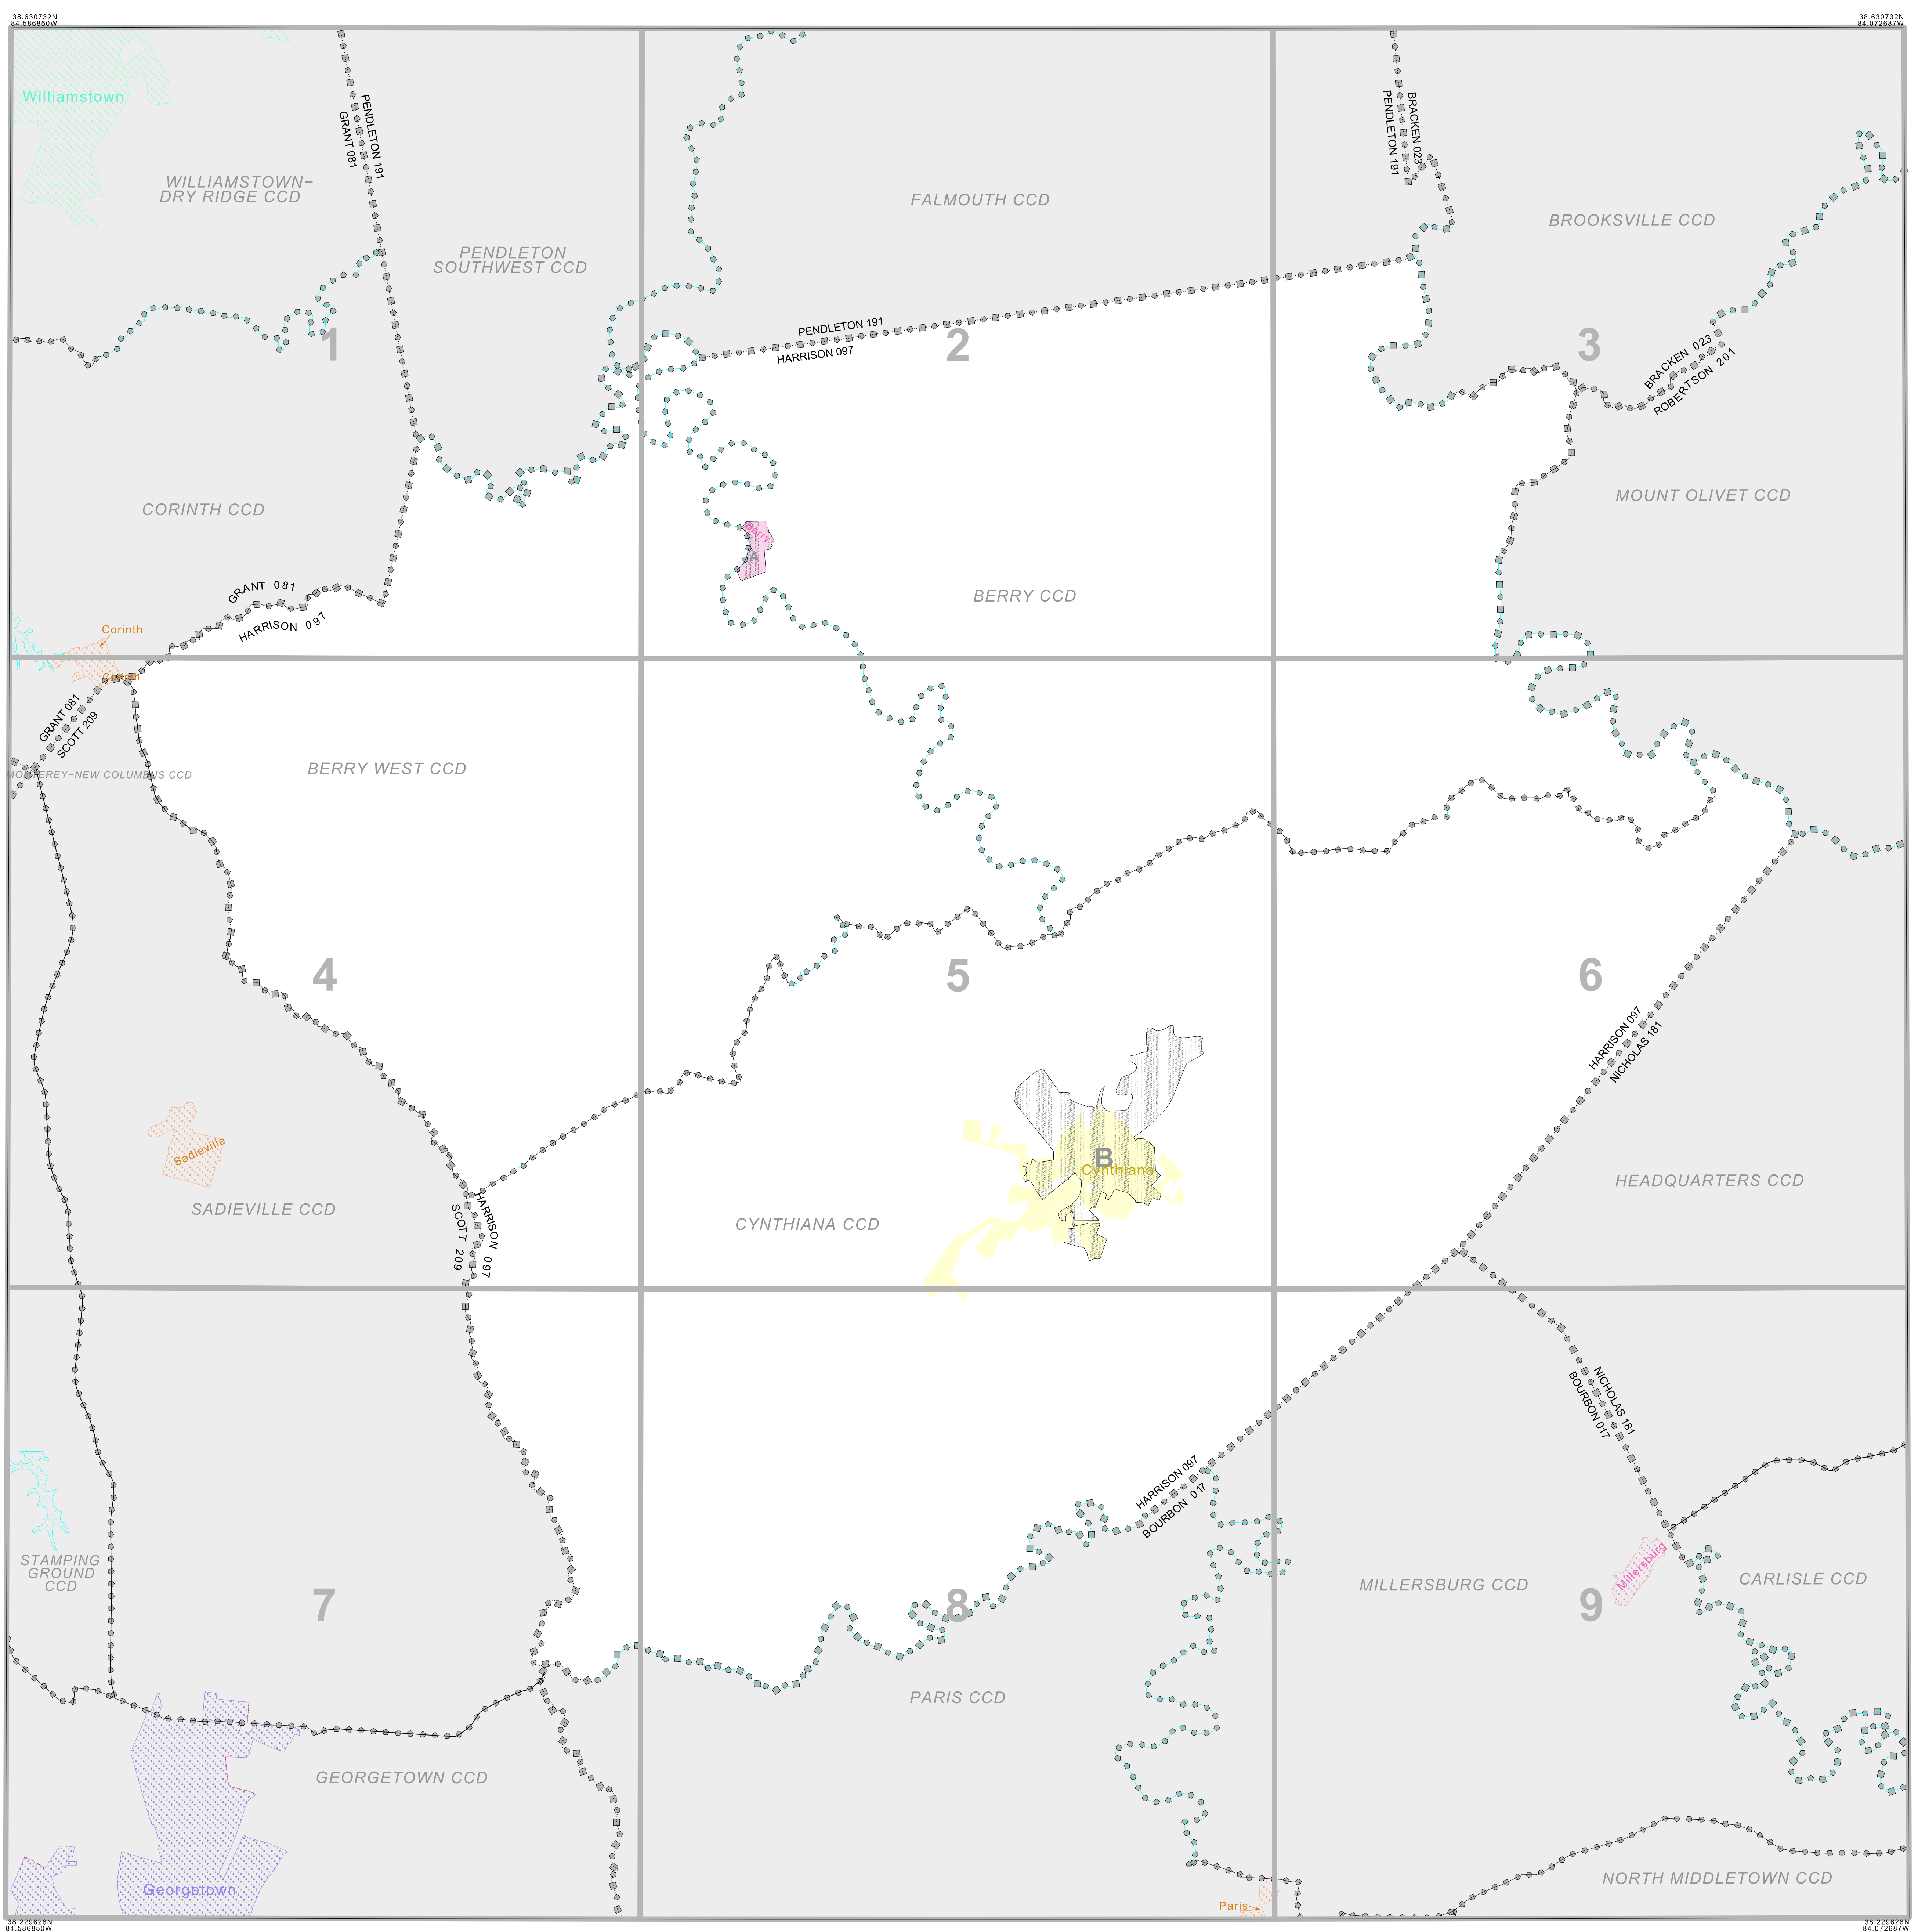 38.630732N
84.586850W
38.630732N
84.072687W
Williamstown
PENDLETON 191
GRANT 081
BRACKEN 023
PENDLETON 191
WILLIAMSTOWN-
DRY RIDGE CCD
FALMOUTH CCD
BROOKSVILLE CCD
PENDLETON
SOUTHWEST CCD
1
PENDLETON 191
HARRISON 097
2
3
BRACKEN 023
ROBERTSON 201
CORINTH CCD
MOUNT OLIVET CCD
Berry
A
GRANT 081
HARRISON 097
BERRY CCD
Corinth
Corinth
GRANT 081
SCOTT 209
MONTEREY-NEW COLUMBUS CCD
BERRY WEST CCD
4
5
6
HARRISON 097
NICHOLAS 181
Sadieville
B
Cynthiana
SADIEVILLE CCD
HARRISON 097
SCOTT 209
CYNTHIANA CCD
HEADQUARTERS CCD
NICHOLAS 181
BOURBON 017
HARRISON 097
BOURBON 017
STAMPING
GROUND
CCD
7
8
MILLERSBURG CCD
9
Millersburg
CARLISLE CCD
PARIS CCD
GEORGETOWN CCD
Georgetown
Paris
NORTH MIDDLETOWN CCD
38.229628N
84.586850W
38.229628N
84.072687W